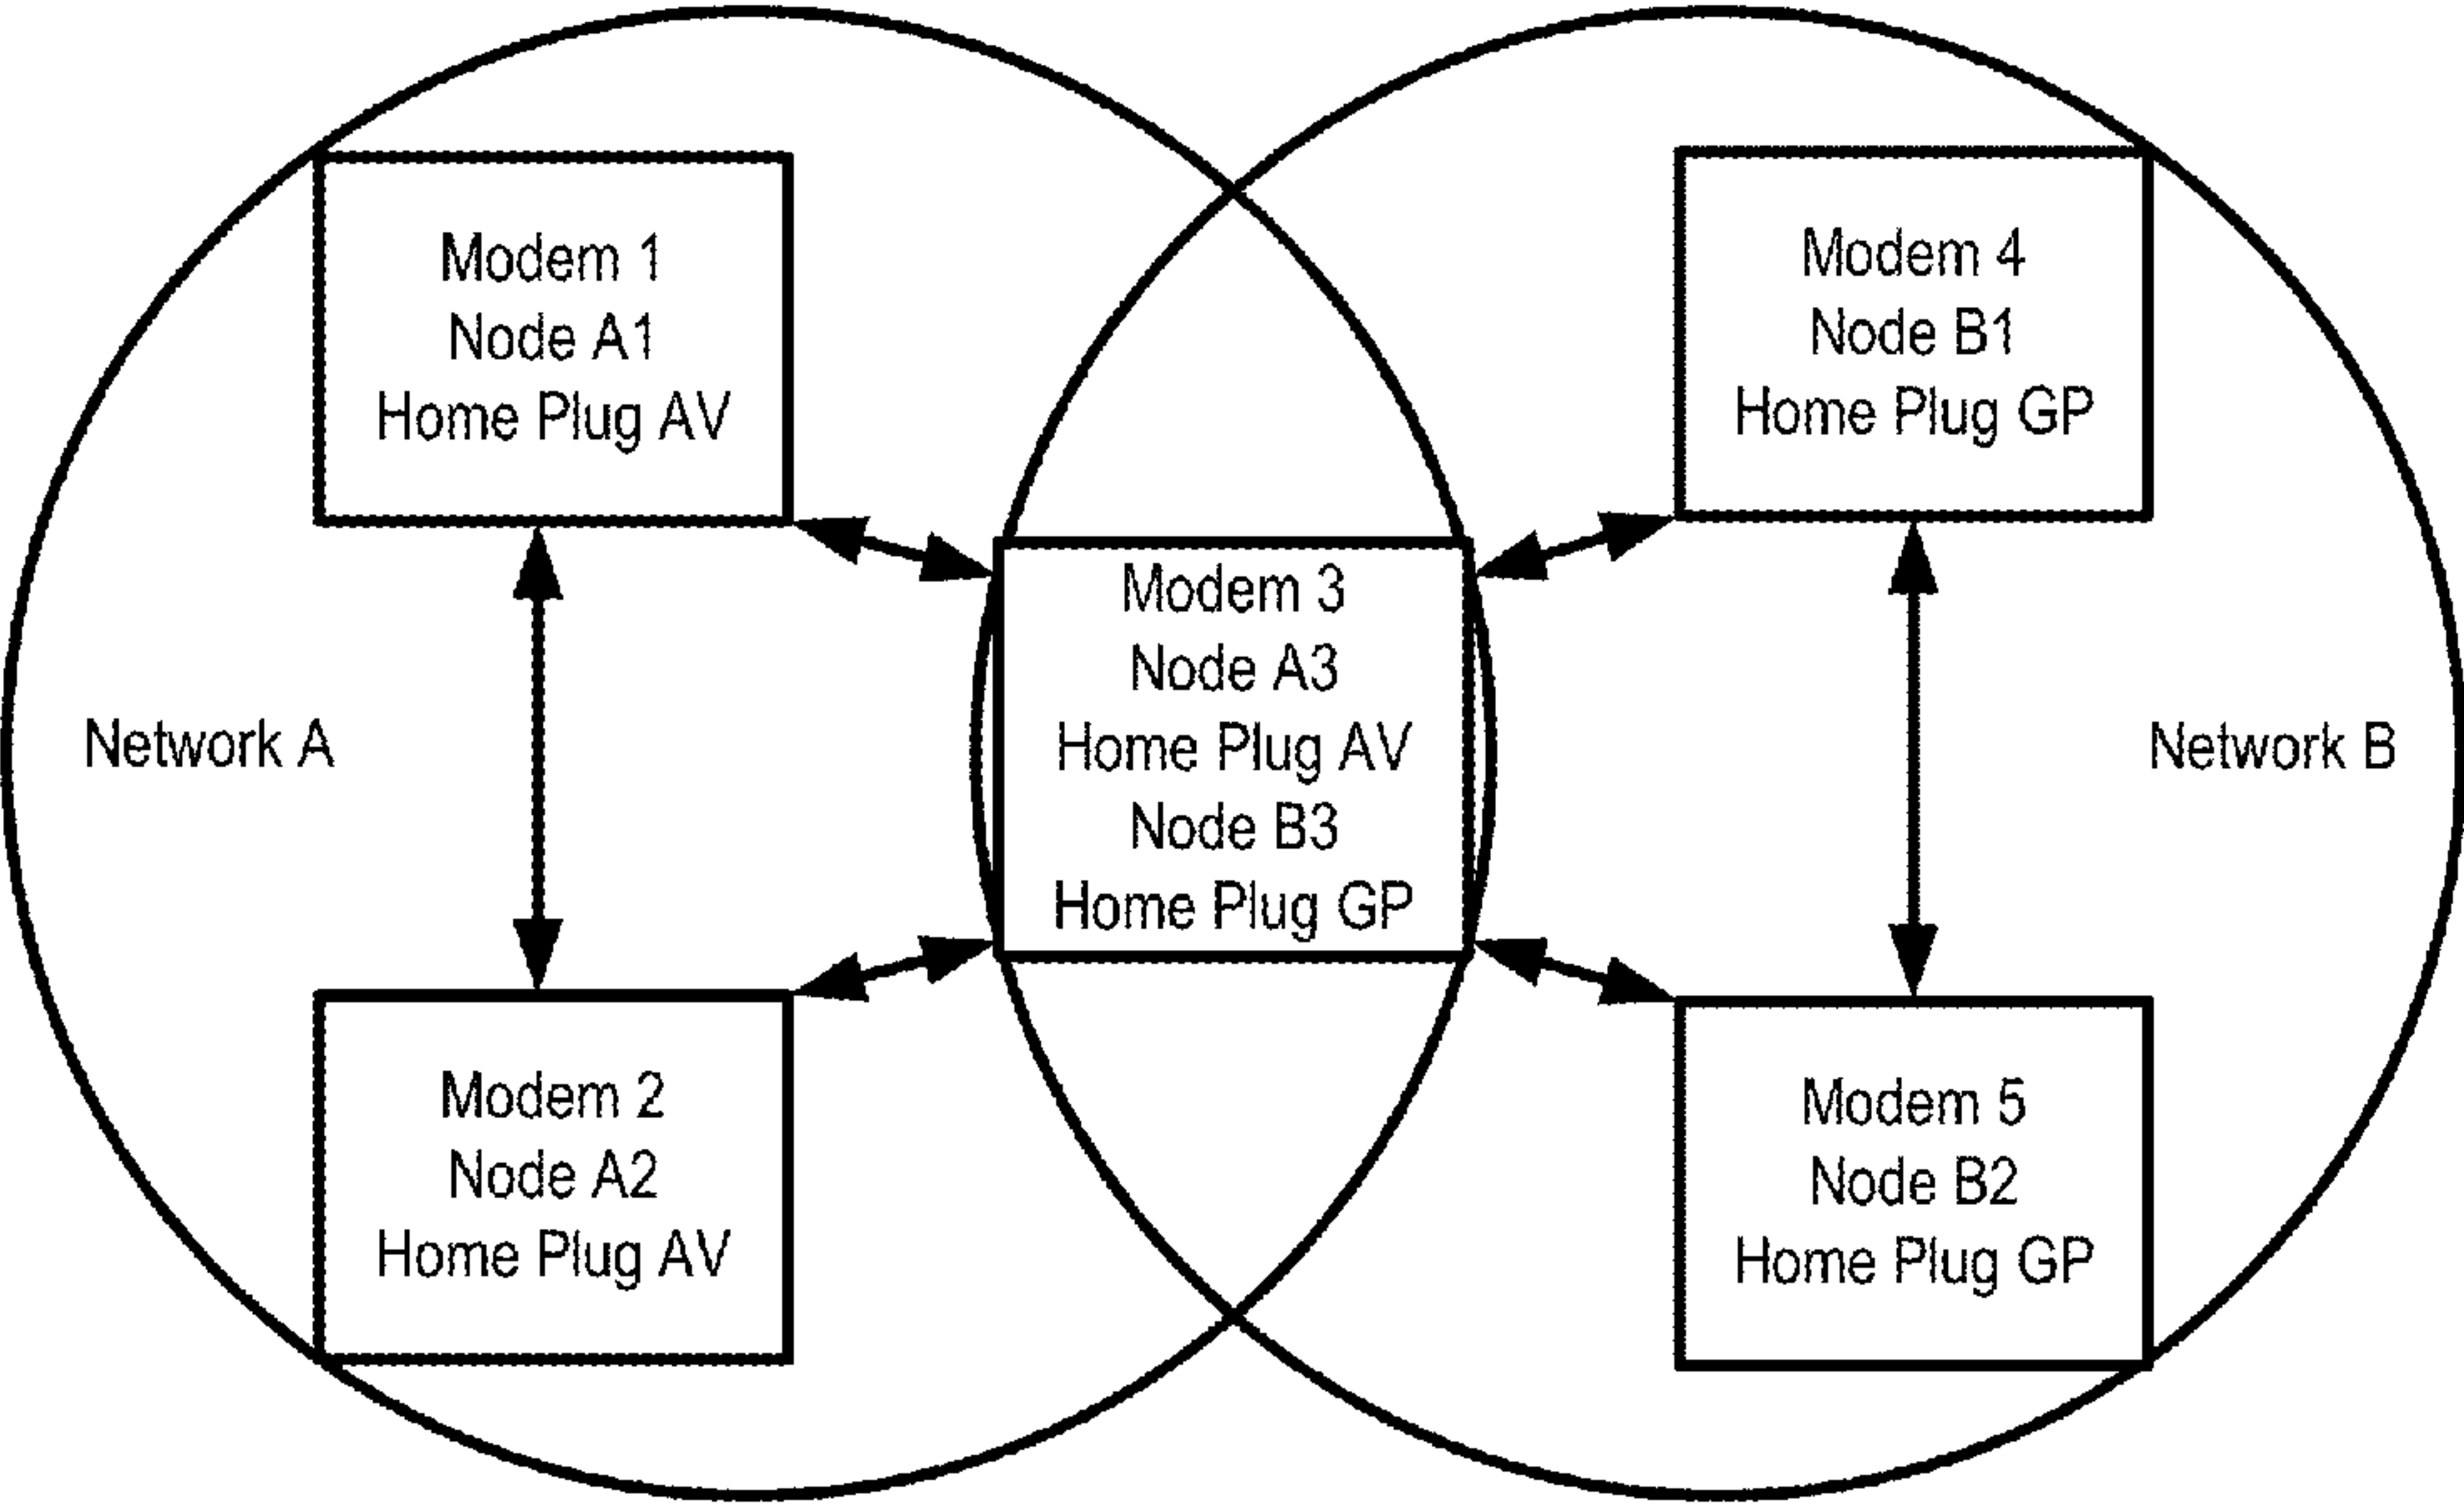 Modem 1
Node A1
Home Plug AV
Modem 4
Node B1
Home Plug GP
Modem 3
Node A3
Home Plug AV
Node B3
Home Plug GP
Network A
Network B
Modem 2
Node A2
Home Plug AV
Modem 5
Node B2
Home Plug GP